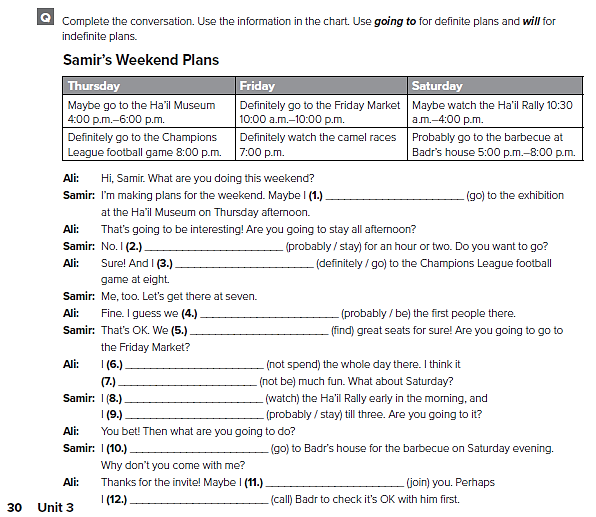 Q Complete the conversation. Use the information in the chart. Use going to for definite plans and will for
indefinite plans.
Samir's Weekend Plans
Thursday Friday Saturday
Maybe go to the Ha'il Museum Definitely go to the Friday Market Maybe watch the Ha'il Rally 10:30
4:00 p.m.–6:00 p.m. 10:00 a.m.–10:00 p.m. a.m.–4:00 p.m.
Definitely go to the Champions Definitely watch the camel races Probably go to the barbecue at
League football game 8:00 p.m. 7:00 p.m. Badr's house 5:00 p.m.–8:00 p.m.
Ali: Hi, Samir. What are you doing this weekend?
Samir: I'm making plans for the weekend. Maybe I (1.) ____________________ (go) to the exhibition
at the Ha'il Museum on Thursday afternoon.
Ali: That's going to be interesting! Are you going to stay all afternoon?
Samir: No. I (2.) ____________________ (probably / stay) for an hour or two. Do you want to go?
Ali: Sure! And I (3.) ____________________ (definitely / go) to the Champions League football
game at eight.
Samir: Me, too. Let's get there at seven.
Ali: Fine. I guess we (4.) ____________________ (probably / be) the first people there.
Samir: That's OK. We (5.) ____________________ (find) great seats for sure! Are you going to go to
the Friday Market?
Ali: I (6.) ____________________ (not spend) the whole day there. I think it
(7.) ____________________ (not be) much fun. What about Saturday?
Samir: I (8.) ____________________ (watch) the Ha'il Rally early in the morning, and
I (9.) ____________________ (probably / stay) till three. Are you going to it?
Ali: You bet! Then what are you going to do?
Samir: I (10.) ____________________ (go) to Badr's house for the barbecue on Saturday evening.
Why don't you come with me?
Ali: Thanks for the invite! Maybe I (11.) ____________________ (join) you. Perhaps
I (12.) ____________________ (call) Badr to check it's OK with him first.
30 Unit 3